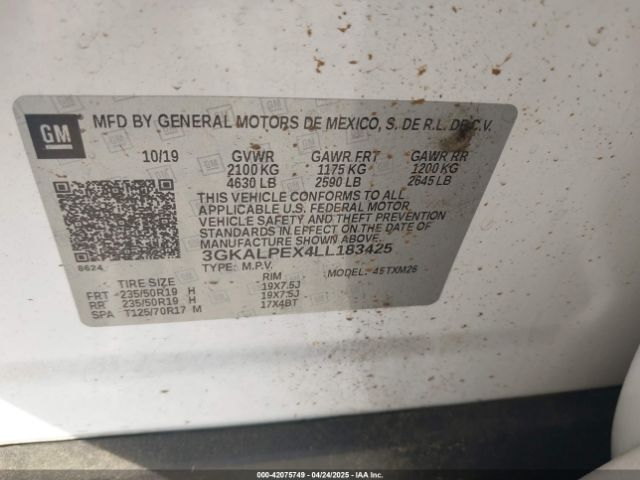 GM
MFD BY GENERAL MOTORS DE MEXICO, S. DE R.L. DE C.V.
10/19 GVWR GAWR FRT GAWR RR
2100 KG 1175 KG 1200 KG
4630 LB 2590 LB 2645 LB
THIS VEHICLE CONFORMS TO ALL
APPLICABLE U.S. FEDERAL MOTOR
VEHICLE SAFETY AND THEFT PREVENTION
STANDARDS IN EFFECT ON THE DATE OF
MANUFACTURE SHOWN ABOVE.
3GKALPEX4LL183425
8624
TYPE: M.P.V. MODEL: 45TXM26
TIRE SIZE RIM
FRT 235/50R19 H 19X7.5J
RR 235/50R19 H 19X7.5J
SPA T125/70R17 M 17X4BT
000-42075749 - 04/24/2025 - IAA Inc.